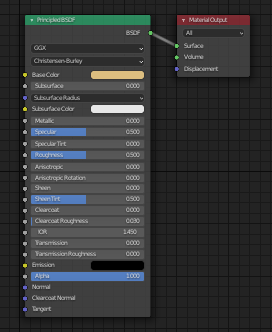 Principled BSDF
BSDF
GGX
Christensen-Burley
Base Color
Subsurface 0.000
Subsurface Radius
Subsurface Color
Metallic 0.000
Specular 0.500
Specular Tint 0.000
Roughness 0.500
Anisotropic 0.000
Anisotropic Rotation 0.000
Sheen 0.000
Sheen Tint 0.500
Clearcoat 0.000
Clearcoat Roughness 0.030
IOR 1.450
Transmission 0.000
Transmission Roughness 0.000
Emission
Alpha 1.000
Normal
Clearcoat Normal
Tangent
Material Output
All
Surface
Volume
Displacement